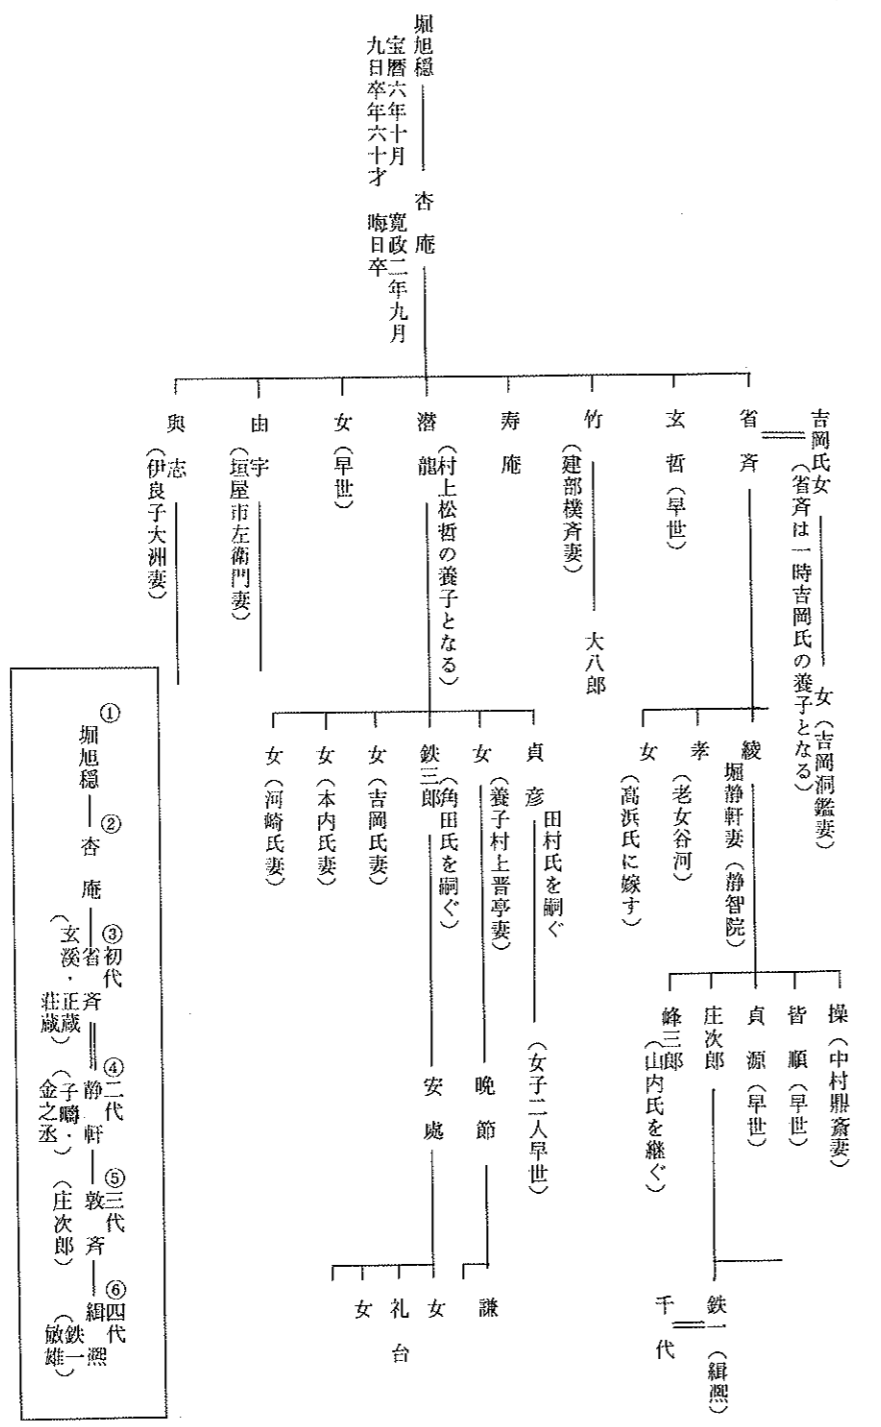 堀旭穏
宝暦六年十月
九日卒年六十才
杏庵
寛政二年九月
晦日卒
吉岡氏女
(省斉は一時吉岡氏の養子となる)
女(吉岡洞鑑妻)
省斉
玄哲(早世)
竹
(建部樸斉妻)
大八郎
寿庵
潜龍
(村上松哲の養子となる)
女(早世)
由宇
(垣屋市左衛門妻)
與志
(伊良子大洲妻)
綾
堀静軒妻(静智院)
孝
(老女谷河)
女
(高浜氏に嫁す)
貞彦
田村氏を嗣ぐ
(女子二人早世)
女
(養子村上晋亭妻)
晩節
鉄三郎
(角田氏を嗣ぐ)
安處
女(吉岡氏妻)
女(本内氏妻)
女(河崎氏妻)
操(中村鼎斎妻)
皆順(早世)
貞源(早世)
庄次郎
峰三郎
(山内氏を継ぐ)
鉄一(緝凞)
千代
謙
女
礼台
女
①
堀旭穏
②
杏庵
③初代
省斉
(玄溪・正蔵
荘蔵)
④二代
静軒
(子疇・)
金之丞
⑤三代
敦斉
(庄次郎)
⑥四代
緝凞
(鉄一
敏雄)